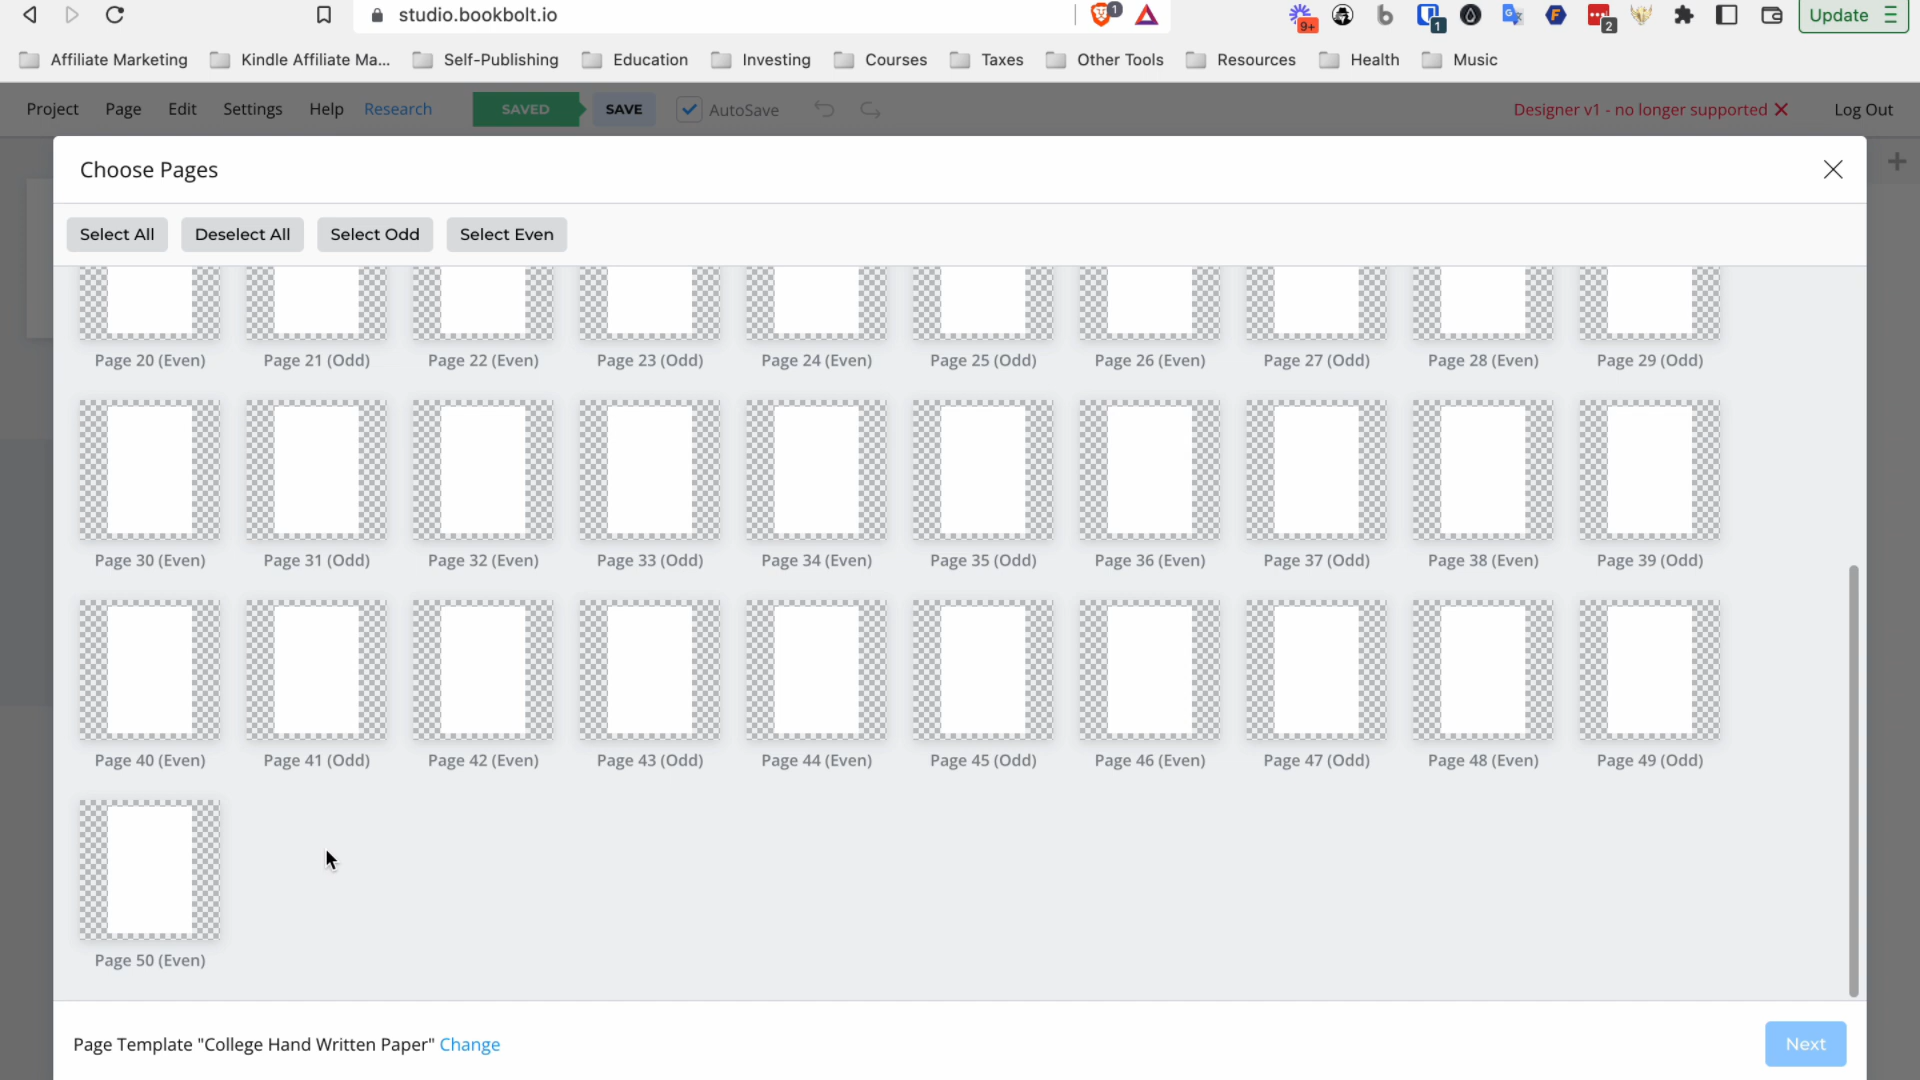 studio.bookbolt.io
1
9+
1
2
Update
Affiliate Marketing
Kindle Affiliate Ma...
Self-Publishing
Education
Investing
Courses
Taxes
Other Tools
Resources
Health
Music
Project Page Edit Settings Help Research SAVED SAVE AutoSave Designer v1 - no longer supported Log Out
Choose Pages
Select All Deselect All Select Odd Select Even
Page 20 (Even) Page 21 (Odd) Page 22 (Even) Page 23 (Odd) Page 24 (Even) Page 25 (Odd) Page 26 (Even) Page 27 (Odd) Page 28 (Even) Page 29 (Odd)
Page 30 (Even) Page 31 (Odd) Page 32 (Even) Page 33 (Odd) Page 34 (Even) Page 35 (Odd) Page 36 (Even) Page 37 (Odd) Page 38 (Even) Page 39 (Odd)
Page 40 (Even) Page 41 (Odd) Page 42 (Even) Page 43 (Odd) Page 44 (Even) Page 45 (Odd) Page 46 (Even) Page 47 (Odd) Page 48 (Even) Page 49 (Odd)
Page 50 (Even)
Page Template "College Hand Written Paper" Change
Next